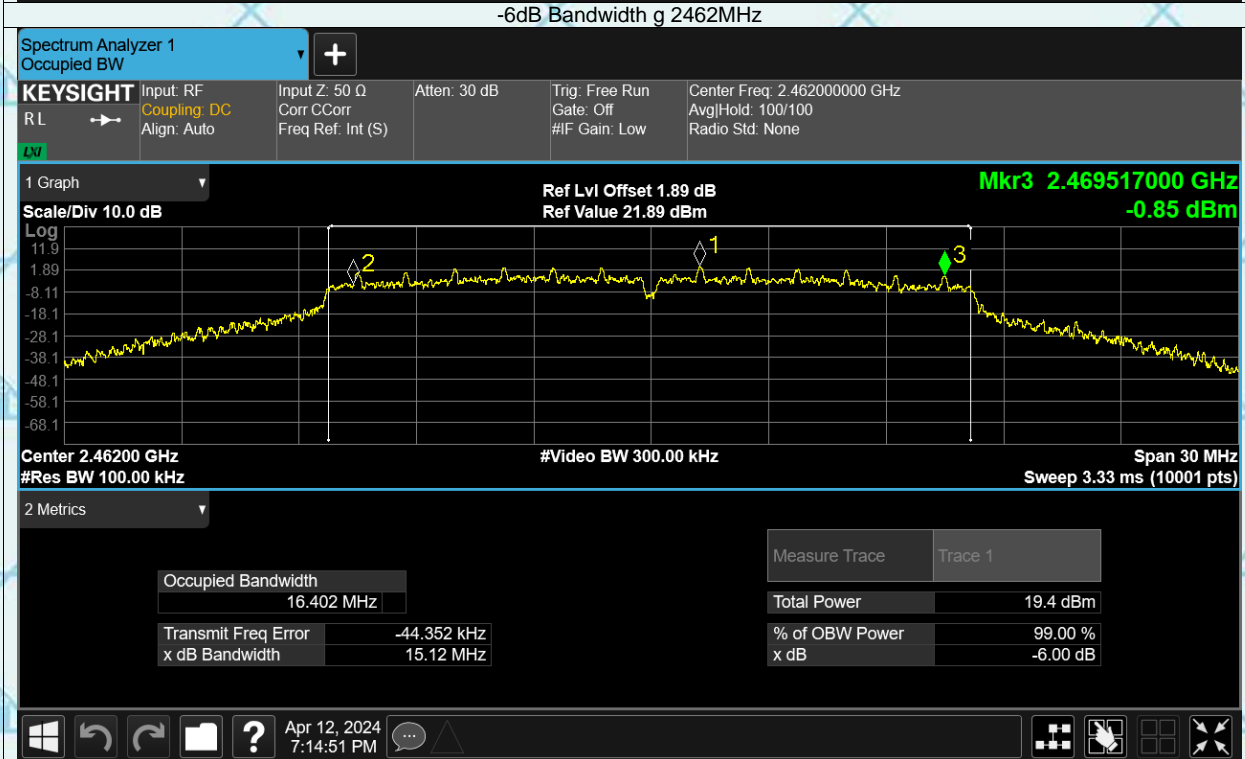 -6dB Bandwidth g 2462MHz
Spectrum Analyzer 1
Occupied BW
+
KEYSIGHT Input: RF Input Z: 50 Ω Atten: 30 dB Trig: Free Run Center Freq: 2.462000000 GHz
RL Coupling: DC Corr CCorr Gate: Off Avg|Hold: 100/100
Align: Auto Freq Ref: Int (S) #IF Gain: Low Radio Std: None
LXI
1 Graph Mkr3 2.469517000 GHz
Ref Lvl Offset 1.89 dB
Scale/Div 10.0 dB Ref Value 21.89 dBm -0.85 dBm
Log
11.9 1
1.89 2 3
-8.11
-18.1
-28.1
-38.1
-48.1
-58.1
-68.1
Center 2.46200 GHz #Video BW 300.00 kHz Span 30 MHz
#Res BW 100.00 kHz Sweep 3.33 ms (10001 pts)
2 Metrics
Measure Trace Trace 1
Occupied Bandwidth
16.402 MHz Total Power 19.4 dBm
Transmit Freq Error -44.352 kHz % of OBW Power 99.00 %
x dB Bandwidth 15.12 MHz x dB -6.00 dB
? Apr 12, 2024
7:14:51 PM